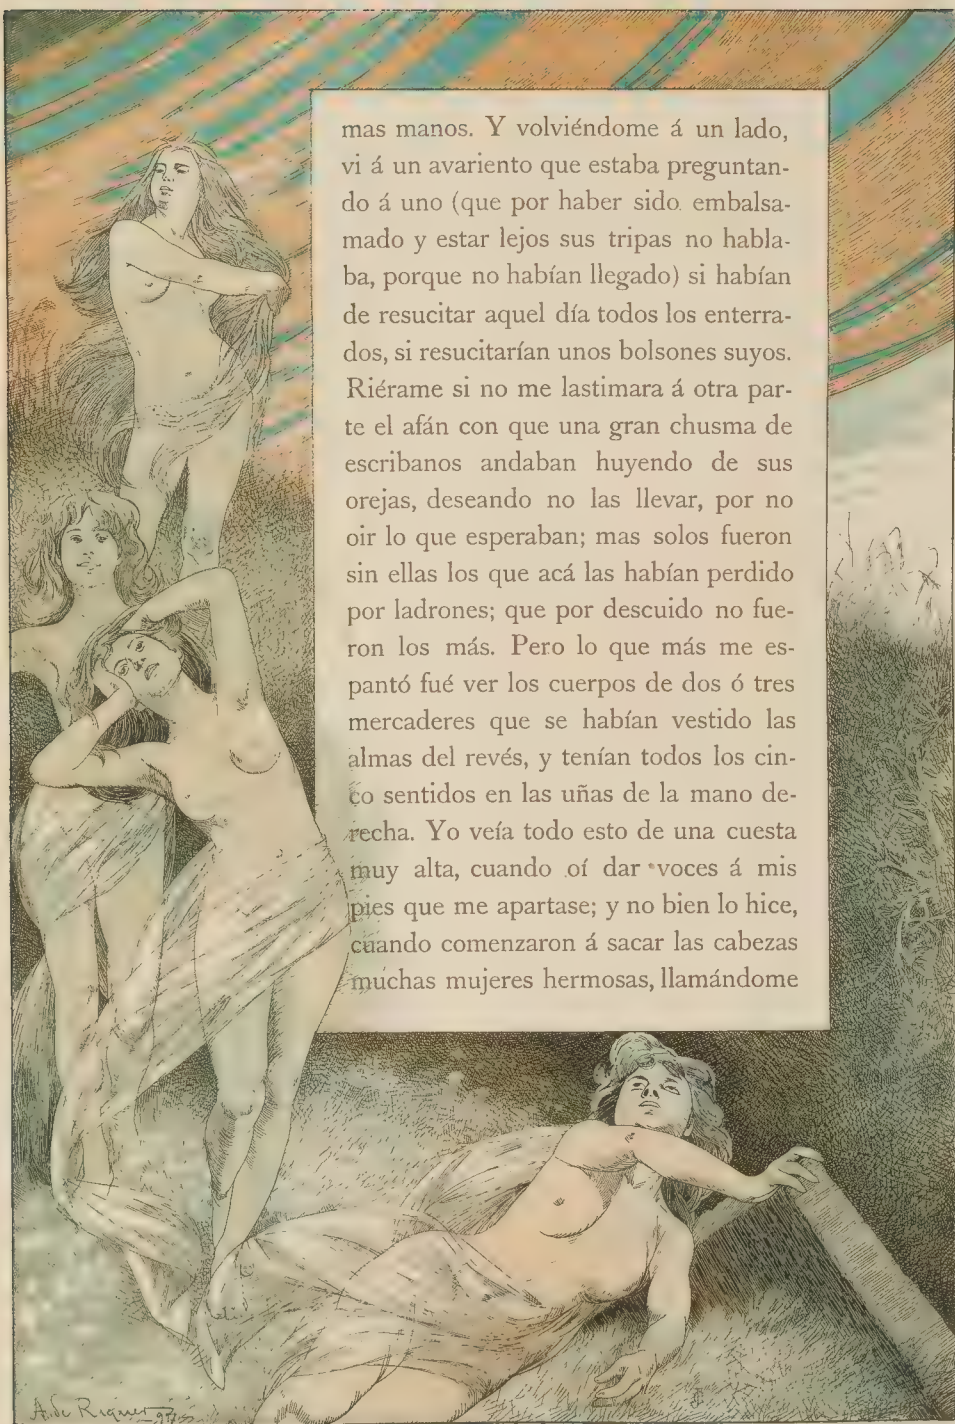 mas manos. Y volviéndome á un lado,
vi á un avariento que estaba preguntan-
do á uno (que por haber sido embalsa-
mado y estar lejos sus tripas no habla-
ba, porque no habían llegado) si habían
de resucitar aquel día todos los enterra-
dos, si resucitarían unos bolsones suyos.
Riérame si no me lastimara á otra par-
te el afán con que una gran chusma de
escribanos andaban huyendo de sus
orejas, deseando no las llevar, por no
oir lo que esperaban; mas solos fueron
sin ellas los que acá las habían perdido
por ladrones; que por descuido no fue-
ron los más. Pero lo que más me es-
pantó fué ver los cuerpos de dos ó tres
mercaderes que se habían vestido las
almas del revés, y tenían todos los cin-
co sentidos en las uñas de la mano de-
recha. Yo veía todo esto de una cuesta
muy alta, cuando oí dar voces á mis
pies que me apartase; y no bien lo hice,
cuando comenzaron á sacar las cabezas
muchas mujeres hermosas, llamándome
A. de Riquer